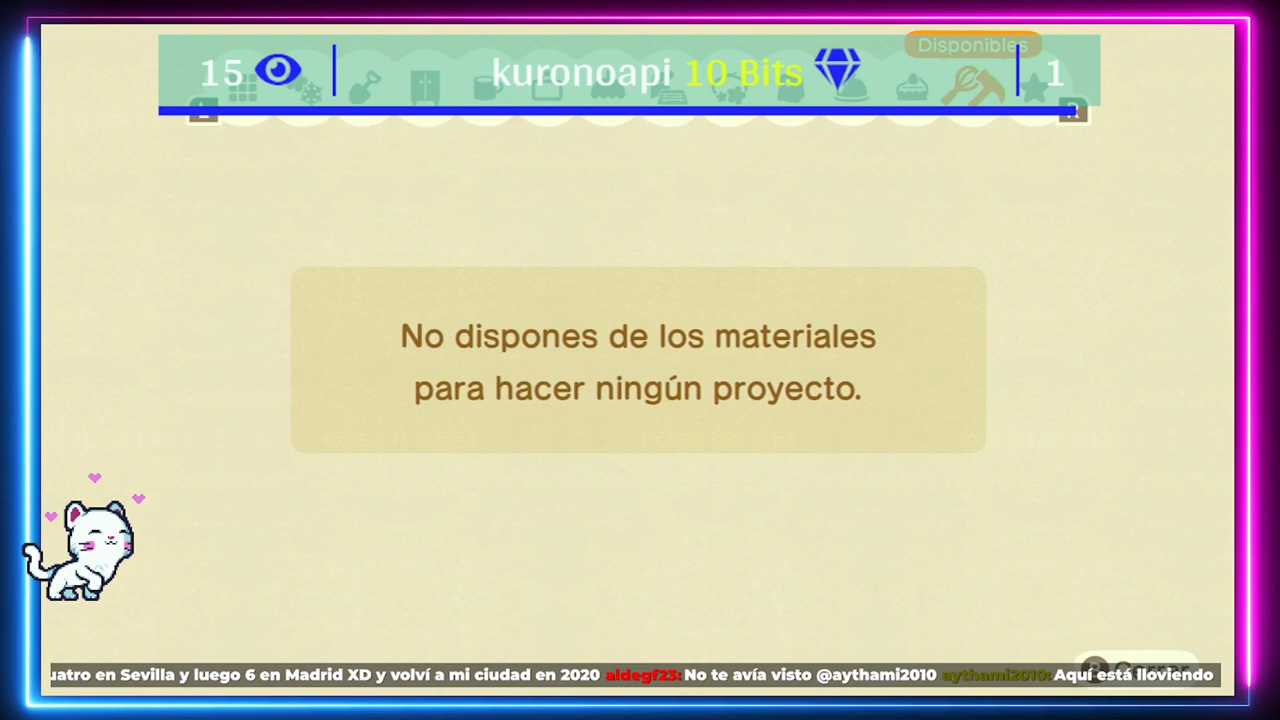 Disponibles
15 kuronoapi 10 Bits 1
L R
No dispones de los materiales
para hacer ningún proyecto.
B Cerrar
uatro en Sevilla y luego 6 en Madrid XD y volví a mi ciudad en 2020 aldegf23: No te avía visto @aythami2010 aythami2010: Aquí está lloviendo